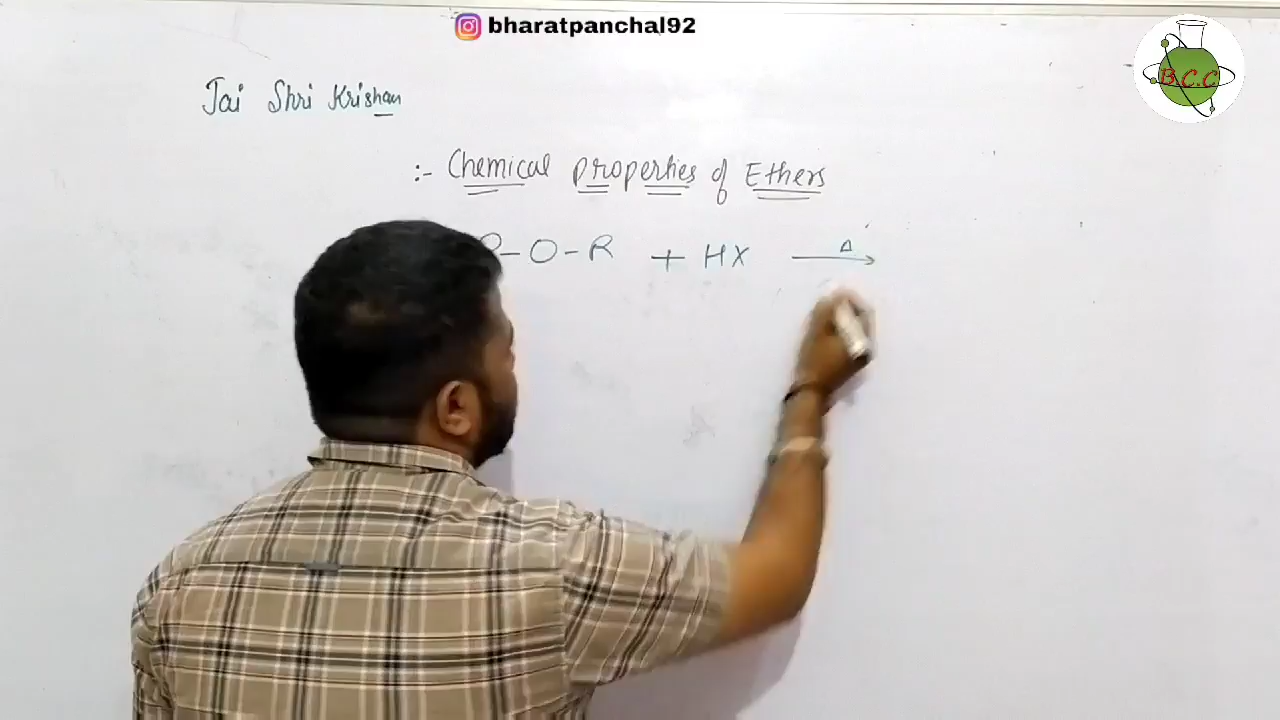 bharatpanchal92
B.C.C
Jai Shri Krishan
:- Chemical properties of Ethers
R-O-R + HX Δ→